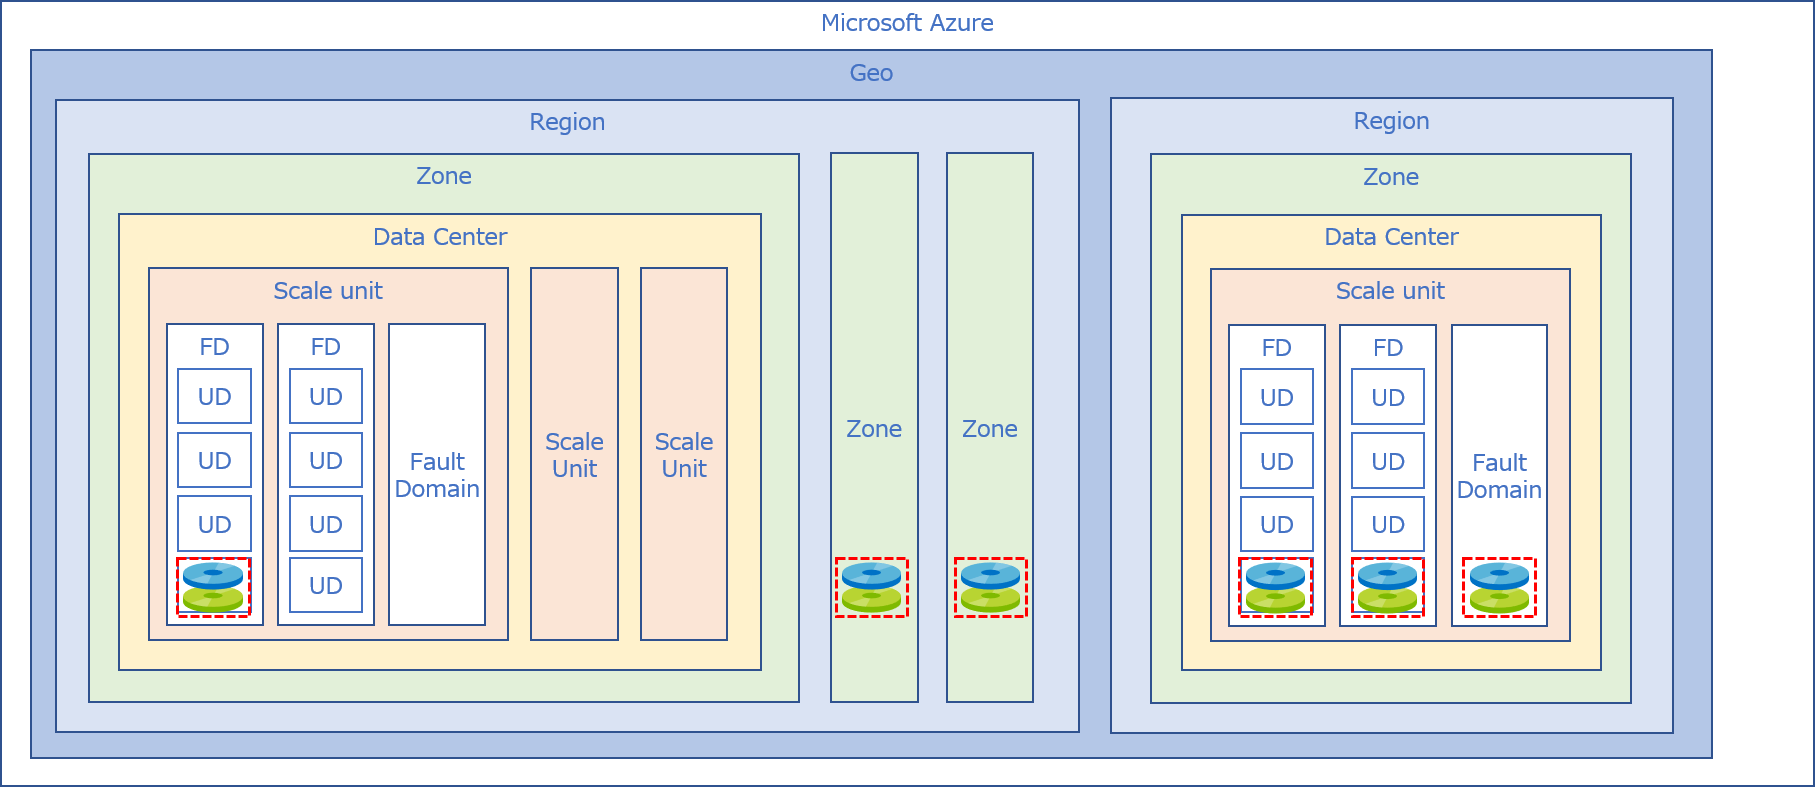 Microsoft Azure
Geo
Region
Zone
Data Center
Scale unit
FD
UD
UD
UD
FD
UD
UD
UD
UD
Fault
Domain
Scale
Unit
Scale
Unit
Zone
Zone
Region
Zone
Data Center
Scale unit
FD
UD
UD
UD
FD
UD
UD
UD
Fault
Domain